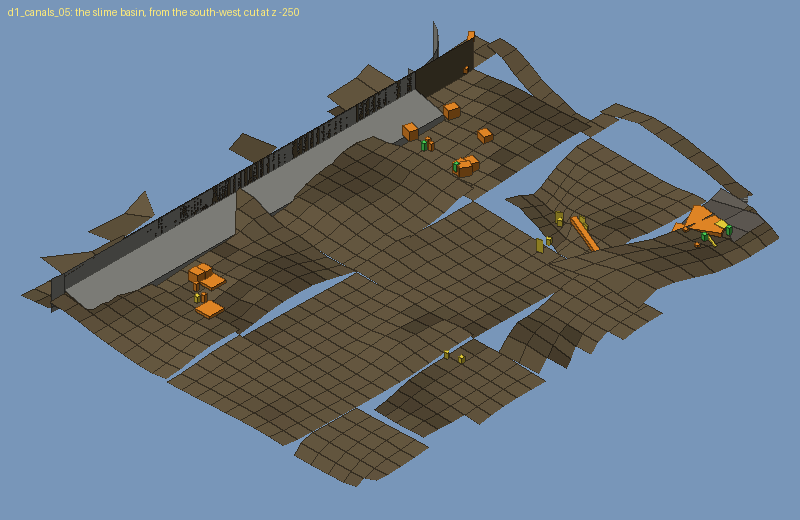 d1_canals_05: the slime basin, from the south-west, cut at z -250